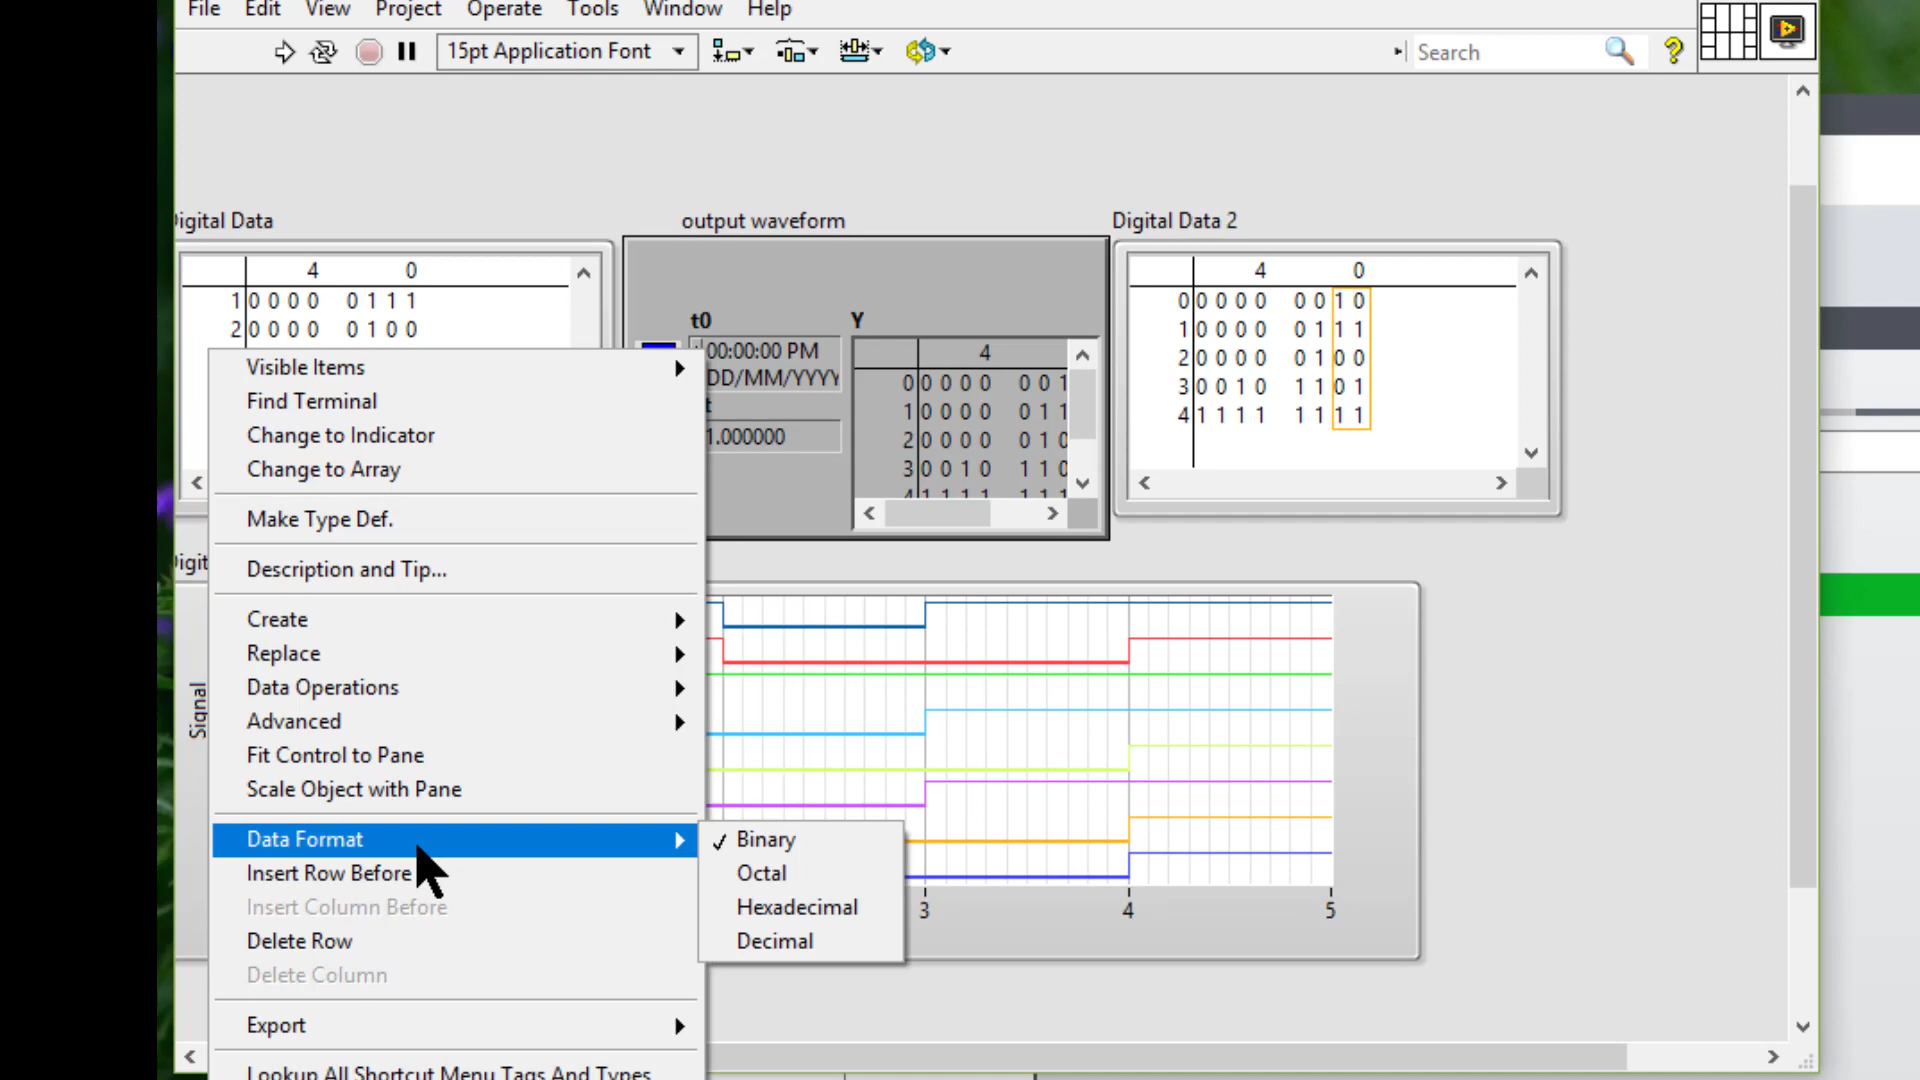 File Edit View Project Operate Tools Window Help
15pt Application Font
Search
?
igital Data
4 0
1 0 0 0 0 0 1 1 1
2 0 0 0 0 0 1 0 0
output waveform
t0
00:00:00 PM
DD/MM/YYYY
t
1.000000
Y
4
0 0 0 0 0 0 0 1
1 0 0 0 0 0 1 1
2 0 0 0 0 0 1 0
3 0 0 1 0 1 1 0
4 1 1 1 1 1 1 1
Digital Data 2
4 0
0 0 0 0 0 0 0 1 0
1 0 0 0 0 0 1 1 1
2 0 0 0 0 0 1 0 0
3 0 0 1 0 1 1 0 1
4 1 1 1 1 1 1 1 1
Visible Items
Find Terminal
Change to Indicator
Change to Array
Make Type Def.
Description and Tip...
Create
Replace
Data Operations
Advanced
Fit Control to Pane
Scale Object with Pane
Data Format
Insert Row Before
Insert Column Before
Delete Row
Delete Column
Export
Lookup All Shortcut Menu Tags And Types
Binary
Octal
Hexadecimal
Decimal
igit
Signal
3 4 5